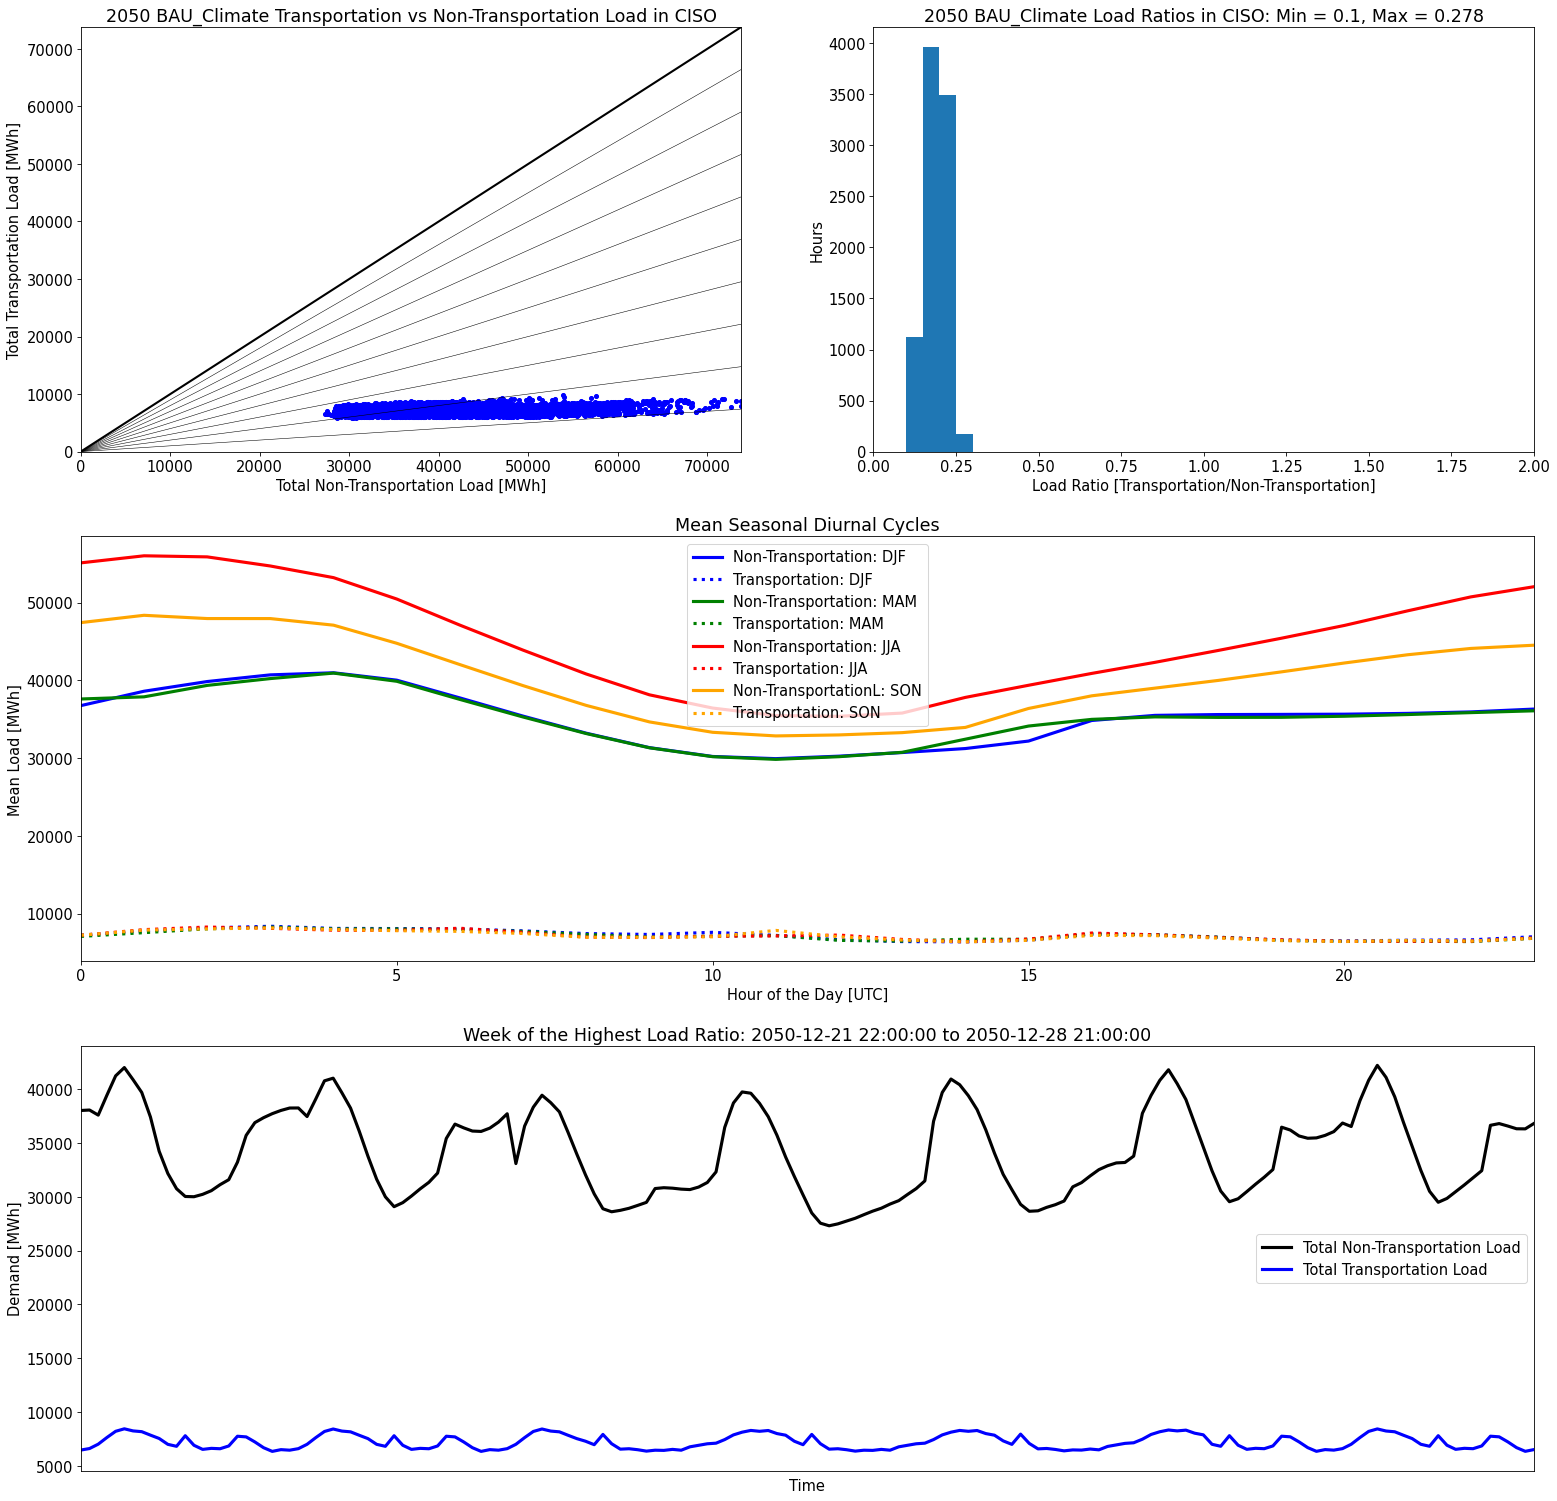 2050 BAU_Climate Transportation vs Non-Transportation Load in CISO
Total Transportation Load [MWh]
70000
60000
50000
40000
30000
20000
10000
0
0 10000 20000 30000 40000 50000 60000 70000
Total Non-Transportation Load [MWh]
2050 BAU_Climate Load Ratios in CISO: Min = 0.1, Max = 0.278
Hours
4000
3500
3000
2500
2000
1500
1000
500
0
0.00 0.25 0.50 0.75 1.00 1.25 1.50 1.75 2.00
Load Ratio [Transportation/Non-Transportation]
Mean Seasonal Diurnal Cycles
Mean Load [MWh]
50000
40000
30000
20000
10000
Non-Transportation: DJF
Transportation: DJF
Non-Transportation: MAM
Transportation: MAM
Non-Transportation: JJA
Transportation: JJA
Non-TransportationL: SON
Transportation: SON
0 5 10 15 20
Hour of the Day [UTC]
Week of the Highest Load Ratio: 2050-12-21 22:00:00 to 2050-12-28 21:00:00
Demand [MWh]
40000
35000
30000
25000
20000
15000
10000
5000
Total Non-Transportation Load
Total Transportation Load
Time